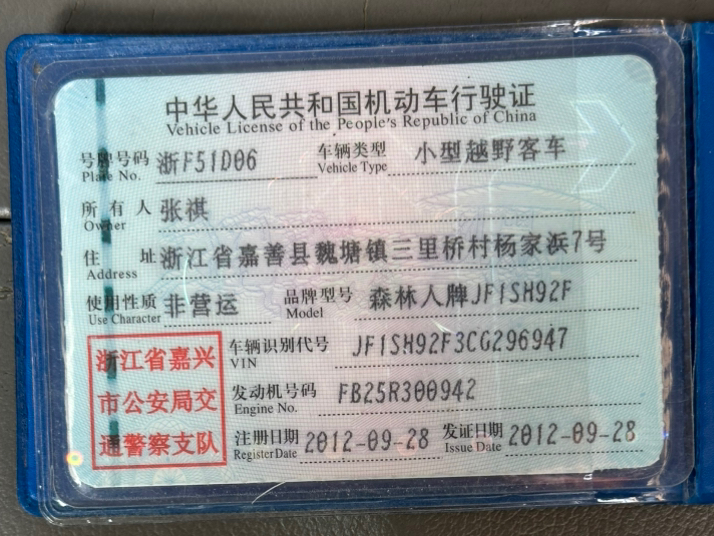 中华人民共和国机动车行驶证
Vehicle License of the People's Republic of China
号牌号码 浙F51D06 车辆类型 小型越野客车
Plate No. Vehicle Type
所有人 张祺
Owner
住址 浙江省嘉善县魏塘镇三里桥村杨家浜7号
Address
使用性质 非营运 品牌型号 森林人牌JF1SH92F
Use Character Model
浙江省嘉兴
市公安局交
通警察支队
车辆识别代号 JF1SH92F3CG296947
VIN
发动机号码 FB25R300942
Engine No.
注册日期 2012-09-28 发证日期 2012-09-28
Register Date Issue Date